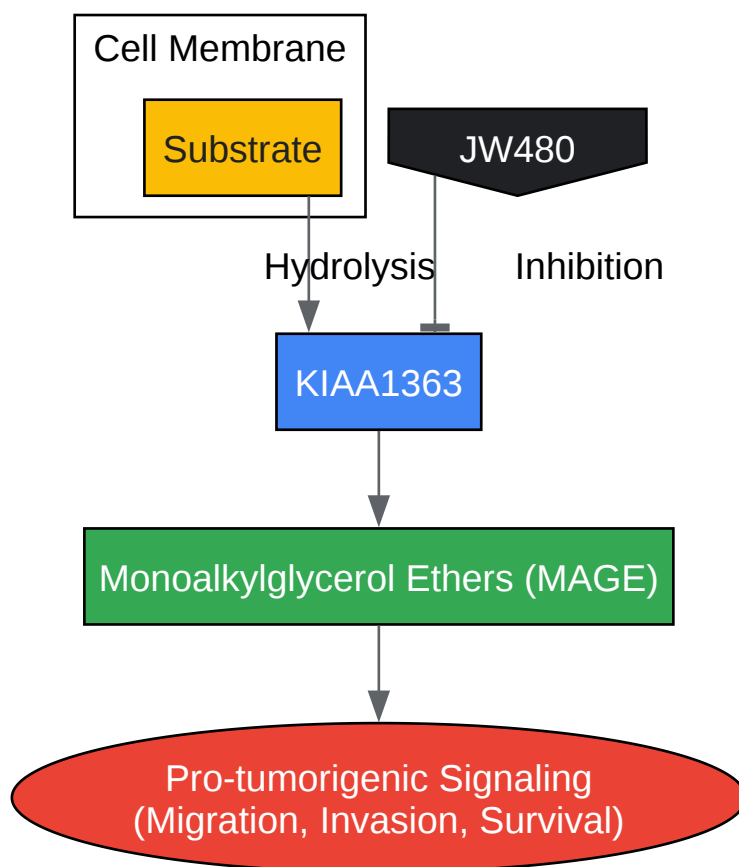 Cell Membrane
Substrate
JW480
Hydrolysis
Inhibition
KIAA1363
Monoalkylglycerol Ethers (MAGE)
Pro-tumorigenic Signaling
(Migration, Invasion, Survival)